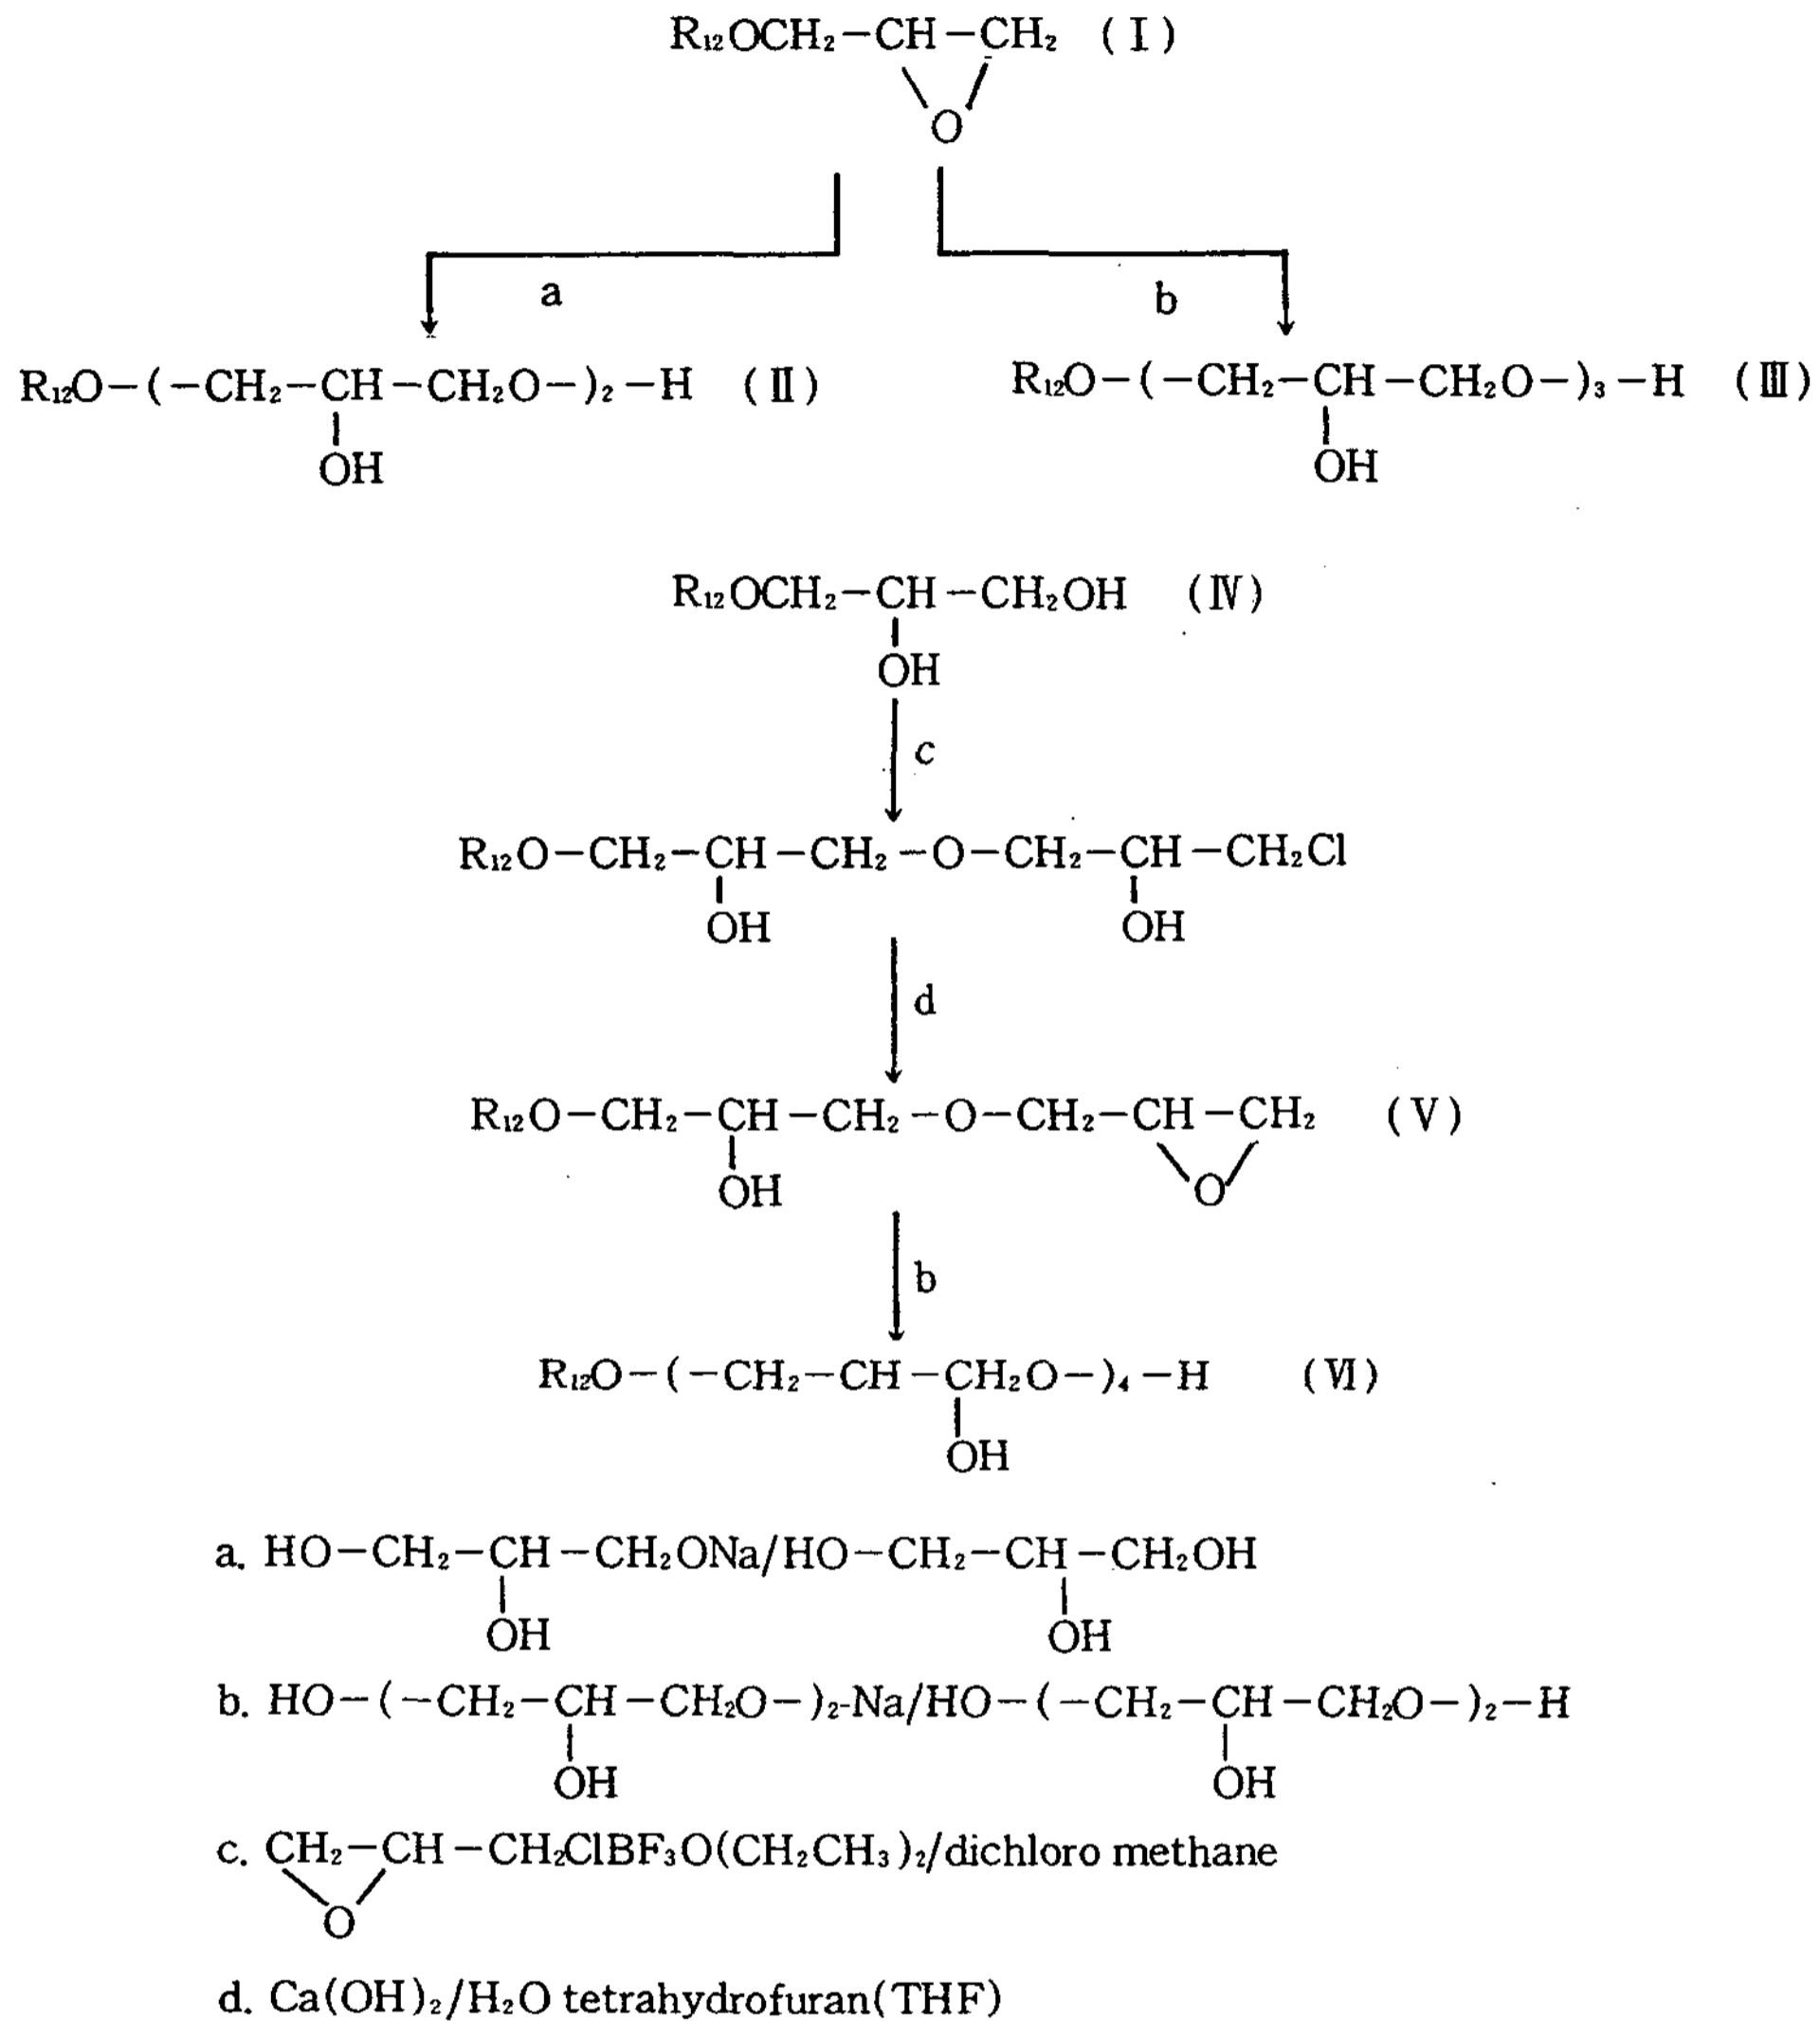 R₁₂OCH₂−CH−CH₂ (Ⅰ)
O
a
b
R₁₂O−(−CH₂−CH−CH₂O−)₂−H (Ⅱ)
OH
R₁₂O−(−CH₂−CH−CH₂O−)₃−H (Ⅲ)
OH
R₁₂OCH₂−CH−CH₂OH (Ⅳ)
OH
c
R₁₂O−CH₂−CH−CH₂−O−CH₂−CH−CH₂Cl
OH OH
d
R₁₂O−CH₂−CH−CH₂−O−CH₂−CH−CH₂ (Ⅴ)
OH O
b
R₁₂O−(−CH₂−CH−CH₂O−)₄−H (Ⅵ)
OH
a. HO−CH₂−CH−CH₂ONa/HO−CH₂−CH−CH₂OH
OH OH
b. HO−(−CH₂−CH−CH₂O−)₂-Na/HO−(−CH₂−CH−CH₂O−)₂−H
OH OH
c. CH₂−CH−CH₂ClBF₃O(CH₂CH₃)₂/dichloro methane
O
d. Ca(OH)₂/H₂O tetrahydrofuran(THF)